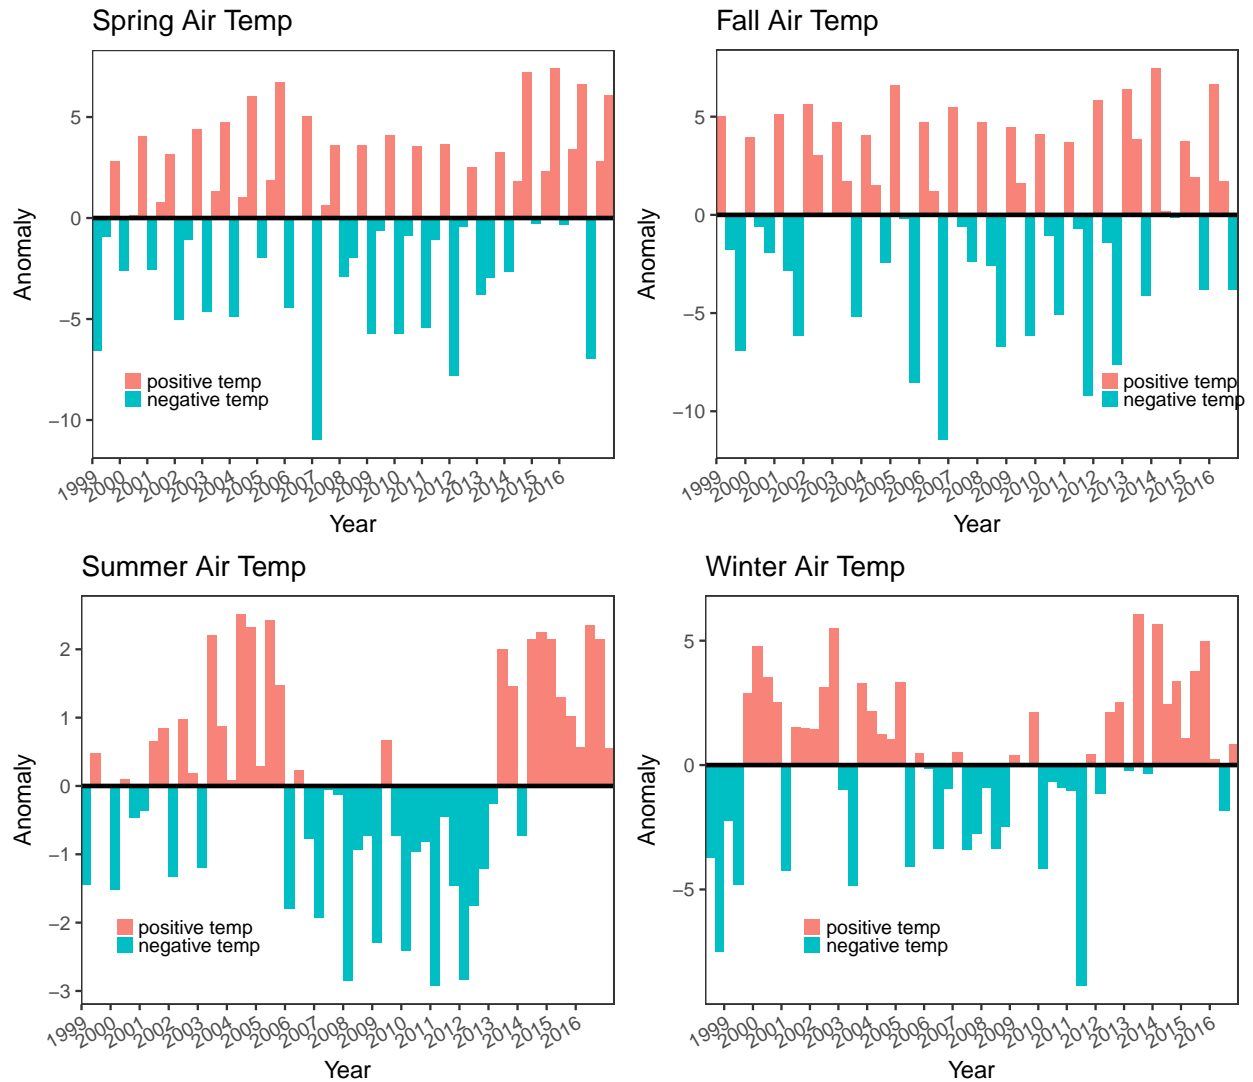 Spring Air Temp
Anomaly
5
0
−5
−10
positive temp
negative temp
1999 2000 2001 2002 2003 2004 2005 2006 2007 2008 2009 2010 2011 2012 2013 2014 2015 2016
Year
Fall Air Temp
Anomaly
5
0
−5
−10
positive temp
negative temp
1999 2000 2001 2002 2003 2004 2005 2006 2007 2008 2009 2010 2011 2012 2013 2014 2015 2016
Year
Summer Air Temp
Anomaly
2
1
0
−1
−2
−3
positive temp
negative temp
1999 2000 2001 2002 2003 2004 2005 2006 2007 2008 2009 2010 2011 2012 2013 2014 2015 2016
Year
Winter Air Temp
Anomaly
5
0
−5
positive temp
negative temp
1999 2000 2001 2002 2003 2004 2005 2006 2007 2008 2009 2010 2011 2012 2013 2014 2015 2016
Year